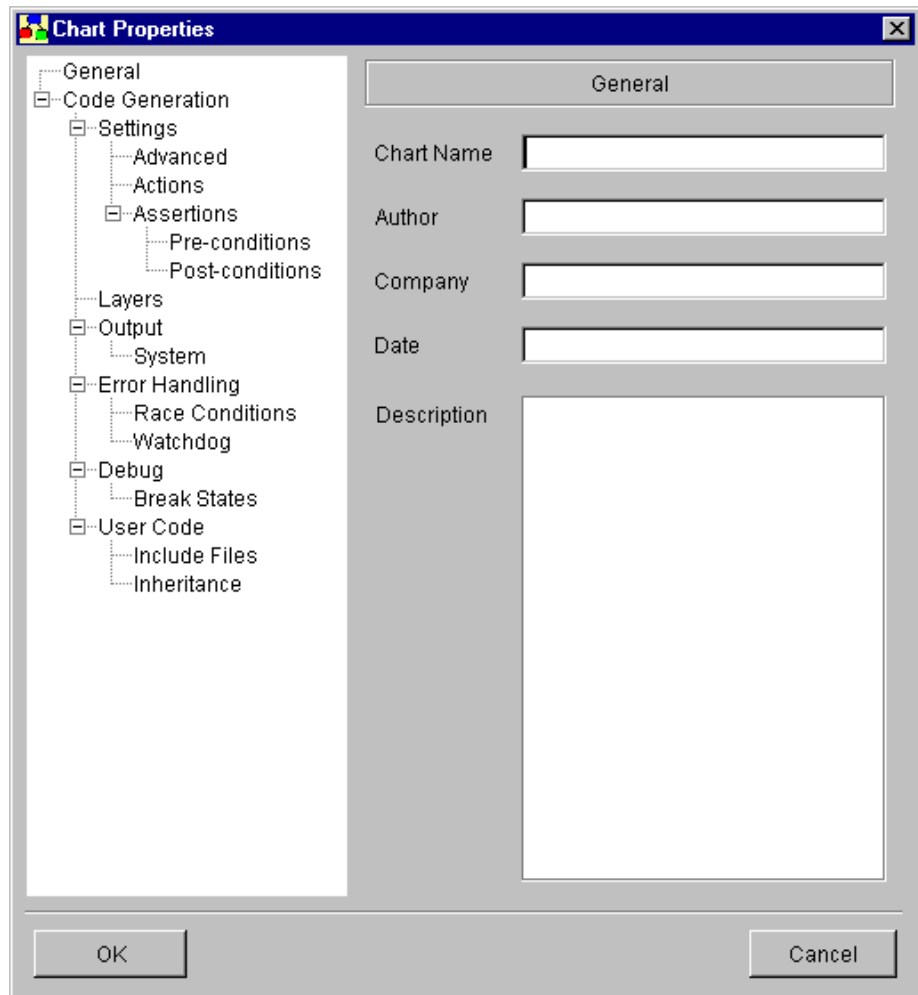 Chart Properties
General
Code Generation
Settings
Advanced
Actions
Assertions
Pre-conditions
Post-conditions
Layers
Output
System
Error Handling
Race Conditions
Watchdog
Debug
Break States
User Code
Include Files
Inheritance
General
Chart Name
Author
Company
Date
Description
OK
Cancel